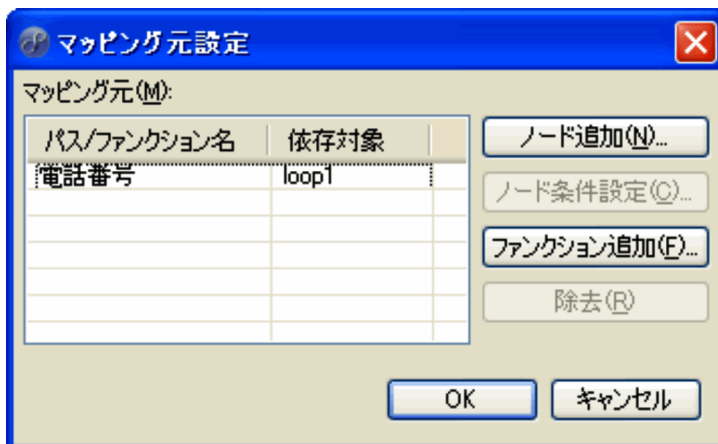 マッピング元設定
マッピング元(M):
パス/ファンクション名 依存対象
電話番号 loop1
ノード追加(N)...
ノード条件設定(C)...
ファンクション追加(F)...
除去(R)
OK キャンセル